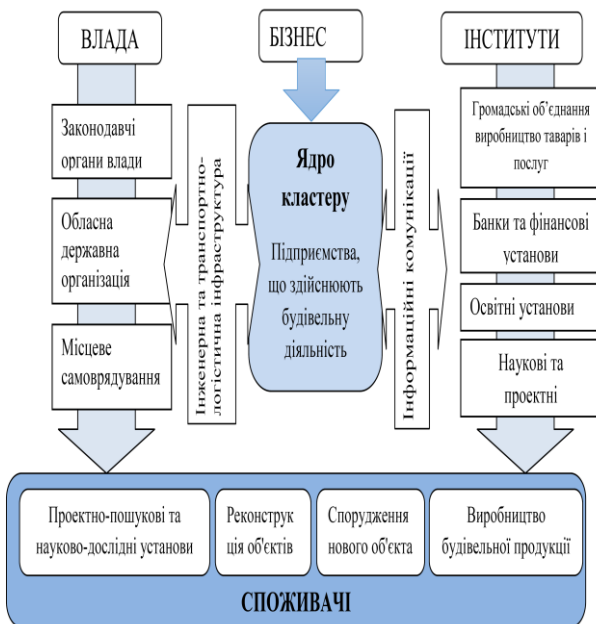 ВЛАДА
БІЗНЕС
ІНСТИТУТИ
Законодавчі
органи влади
Обласна
державна
організація
Місцеве
самоврядування
Інженерна та транспортно-
логістична інфраструктура
Ядро
кластеру
Підприємства,
що здійснюють
будівельну
діяльність
Інформаційні комунікації
Громадські об’єднання
виробництво таварів і
послуг
Банки та фінансові
установи
Освітні установи
Наукові та
проектні
Проектно-пошукові та
науково-дослідні установи
Реконструк
ція об'єктів
Спорудження
нового об'єкта
Виробництво
будівельної продукції
СПОЖИВАЧІ